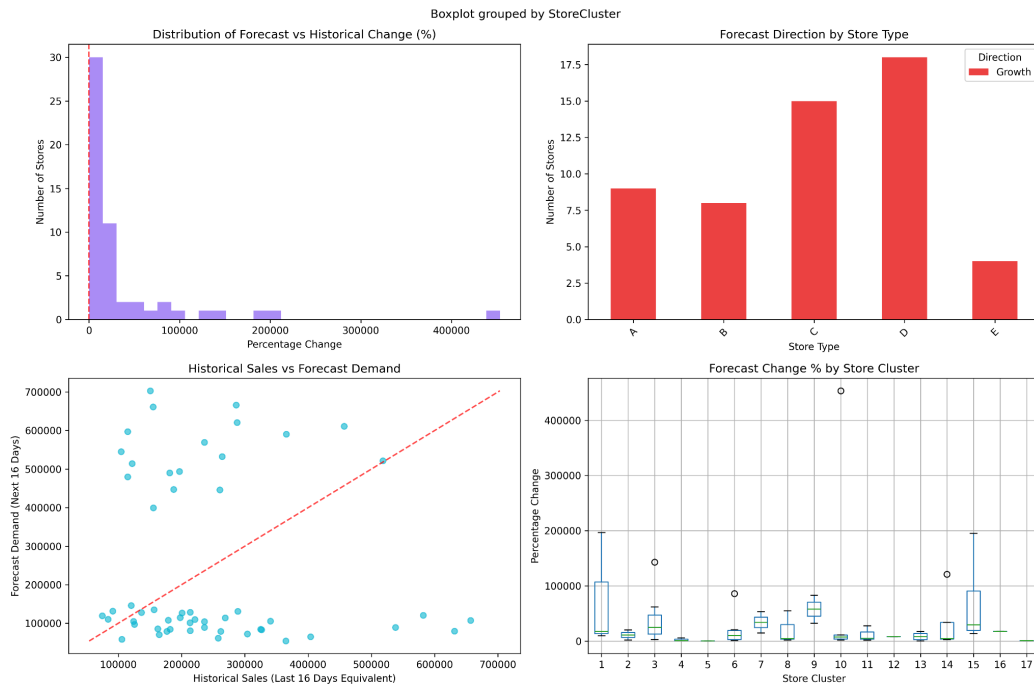 Boxplot grouped by StoreCluster
Distribution of Forecast vs Historical Change (%)
Number of Stores
30
25
20
15
10
5
0
0 100000 200000 300000 400000
Percentage Change
Forecast Direction by Store Type
Number of Stores
17.5
15.0
12.5
10.0
7.5
5.0
2.5
0.0
Direction
Growth
A B C D E
Store Type
Historical Sales vs Forecast Demand
Forecast Demand (Next 16 Days)
700000
600000
500000
400000
300000
200000
100000
100000 200000 300000 400000 500000 600000 700000
Historical Sales (Last 16 Days Equivalent)
Forecast Change % by Store Cluster
Percentage Change
400000
300000
200000
100000
0
1 2 3 4 5 6 7 8 9 10 11 12 13 14 15 16 17
Store Cluster